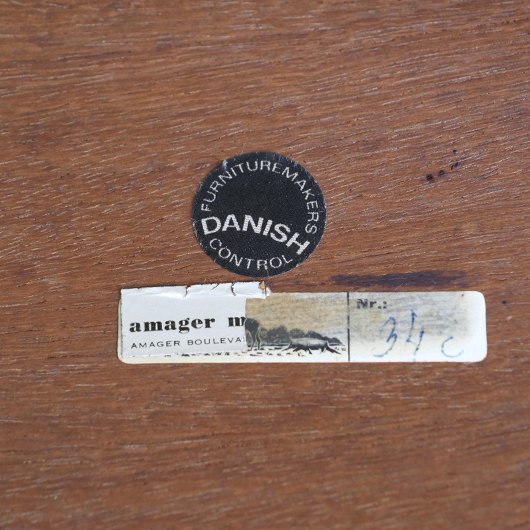 FURNITUREMAKERS
DANISH
CONTROL
Nr.:
amager m
34 c
AMAGER BOULEVA